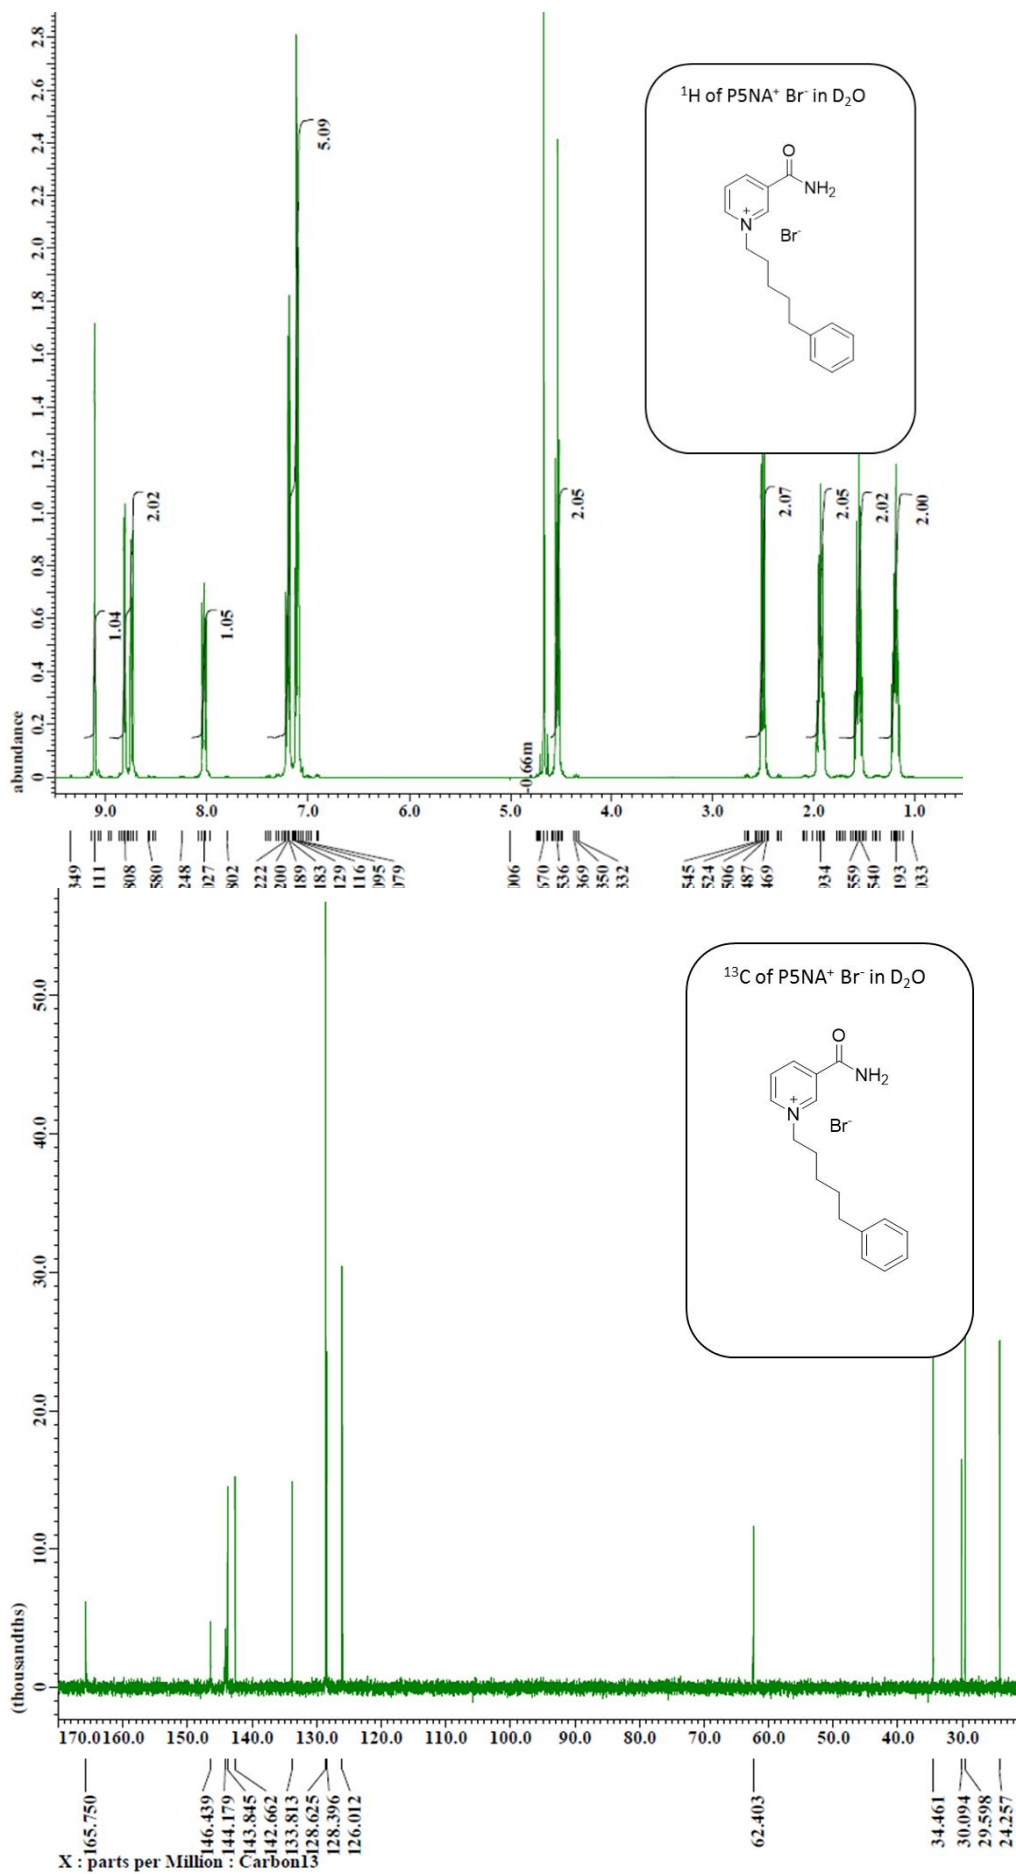 ¹H of P5NA⁺ Br⁻ in D₂O
O
NH₂
+
N
Br⁻
abundance
0 0.2 0.4 0.6 0.8 1.0 1.2 1.4 1.6 1.8 2.0 2.2 2.4 2.6 2.8
1.04
2.02
1.05
5.09
2.05
2.07
2.05
2.02
2.00
-0.66m
9.0 8.0 7.0 6.0 5.0 4.0 3.0 2.0 1.0
349 111 808 580 248 027 802 222 200 189 183 129 116 095 079 006 670 536 369 350 332 545 524 506 487 469 934 559 540 193 033
¹³C of P5NA⁺ Br⁻ in D₂O
O
NH₂
+
N
Br⁻
(thousandths)
0 10.0 20.0 30.0 40.0 50.0
170.0 160.0 150.0 140.0 130.0 120.0 110.0 100.0 90.0 80.0 70.0 60.0 50.0 40.0 30.0
165.750 146.439 144.179 143.845 142.662 133.813 128.625 128.396 126.012 62.403 34.461 30.094 29.598 24.257
X : parts per Million : Carbon13